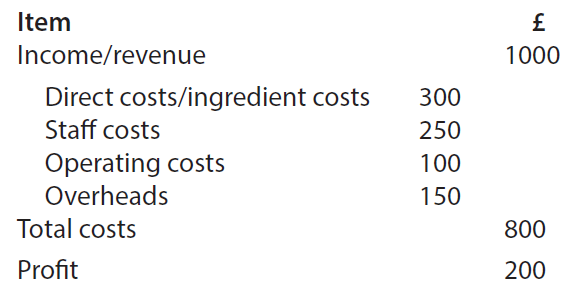 Item £
Income/revenue 1000
Direct costs/ingredient costs 300
Staff costs 250
Operating costs 100
Overheads 150
Total costs 800
Profit 200